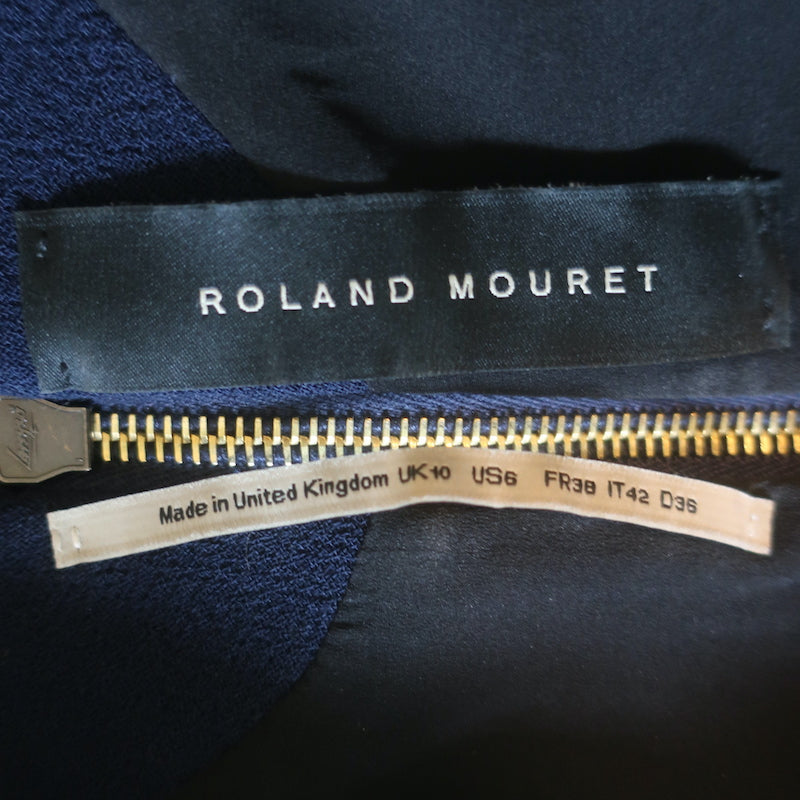 ROLAND MOURET
Made in United Kingdom UK10 US6 FR38 IT42 D36